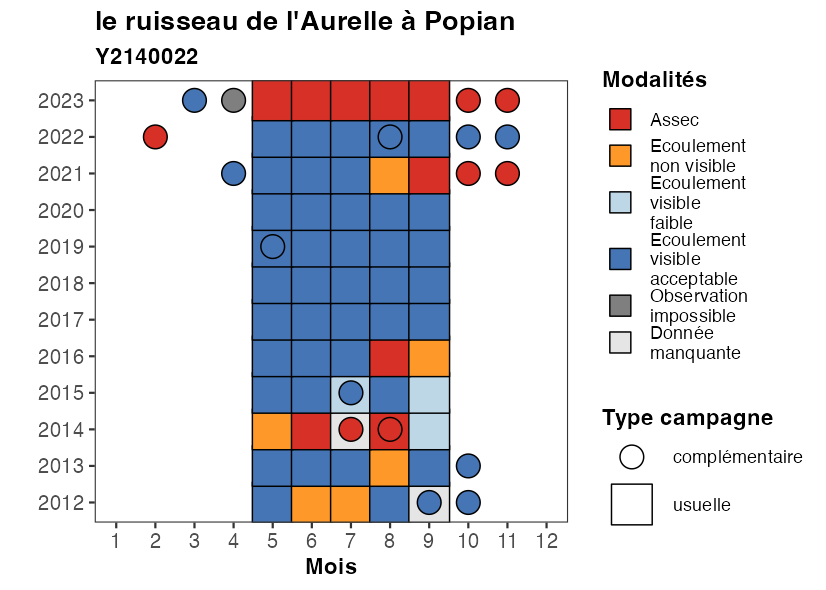 le ruisseau de l'Aurelle à Popian
Y2140022
2023
2022
2021
2020
2019
2018
2017
2016
2015
2014
2013
2012
1 2 3 4 5 6 7 8 9 10 11 12
Mois
Modalités
Assec
Ecoulement
non visible
Ecoulement
visible
faible
Ecoulement
visible
acceptable
Observation
impossible
Donnée
manquante
Type campagne
complémentaire
usuelle